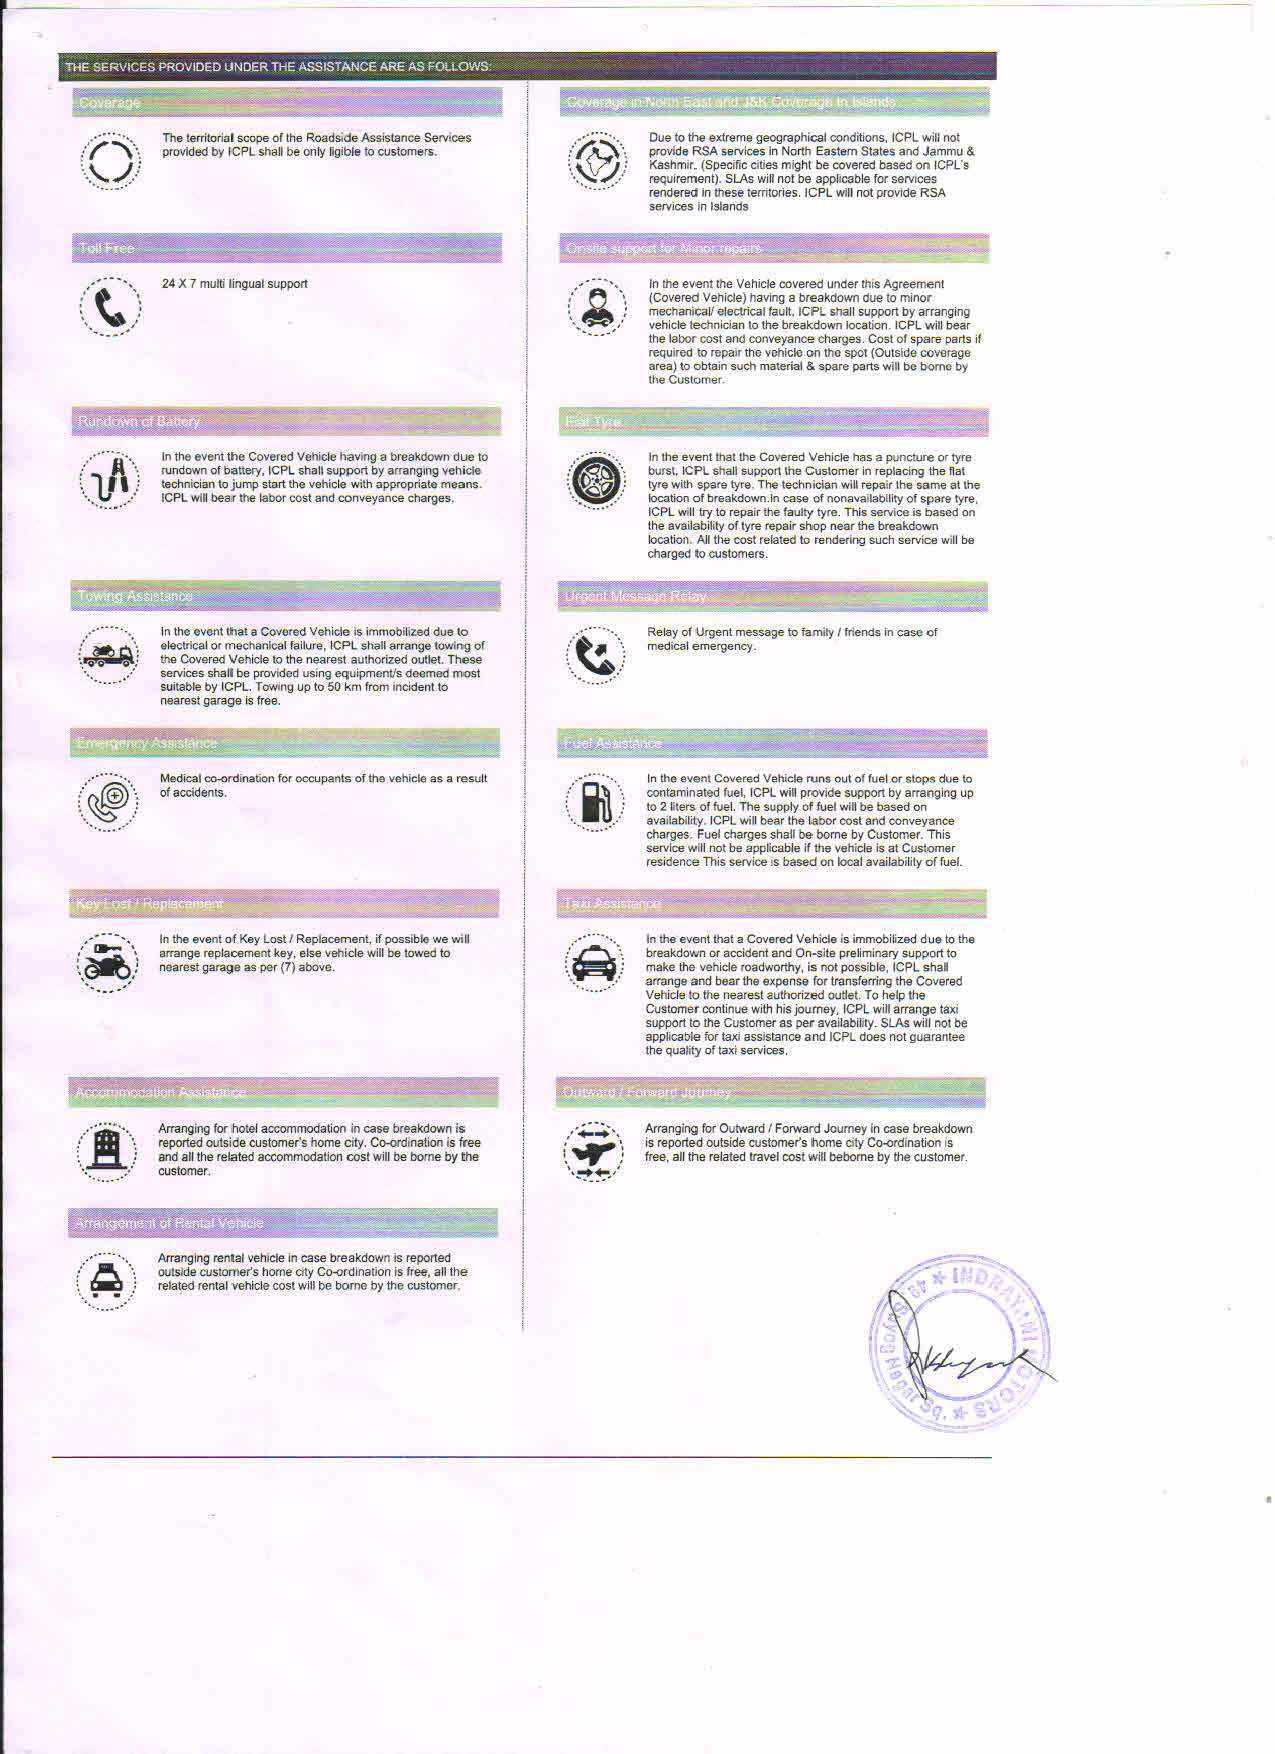 THE SERVICES PROVIDED UNDER THE ASSISTANCE ARE AS FOLLOWS:
Coverage
The territorial scope of the Roadside Assistance Services
provided by ICPL shall be only ligible to customers.
Coverage in North East and J&K Coverage In Islands
Due to the extreme geographical conditions, ICPL will not
provide RSA services in North Eastern States and Jammu &
Kashmir. (Specific cities might be covered based on ICPL's
requirement). SLAs will not be applicable for services
rendered in these territories. ICPL will not provide RSA
services in Islands
Toll Free
24 X 7 multi lingual support
Onsite support for Minor repairs
In the event the Vehicle covered under this Agreement
(Covered Vehicle) having a breakdown due to minor
mechanical/ electrical fault, ICPL shall support by arranging
vehicle technician to the breakdown location. ICPL will bear
the labor cost and conveyance charges. Cost of spare parts if
required to repair the vehicle on the spot (Outside coverage
area) to obtain such material & spare parts will be borne by
the Customer.
Rundown of Battery
In the event the Covered Vehicle having a breakdown due to
rundown of battery, ICPL shall support by arranging vehicle
technician to jump start the vehicle with appropriate means.
ICPL will bear the labor cost and conveyance charges.
Flat Tyre
In the event that the Covered Vehicle has a puncture or tyre
burst, ICPL shall support the Customer in replacing the flat
tyre with spare tyre. The technician will repair the same at the
location of breakdown.In case of nonavailability of spare tyre,
ICPL will try to repair the faulty tyre. This service is based on
the availability of tyre repair shop near the breakdown
location. All the cost related to rendering such service will be
charged to customers.
Towing Assistance
In the event that a Covered Vehicle is immobilized due to
electrical or mechanical failure, ICPL shall arrange towing of
the Covered Vehicle to the nearest authorized outlet. These
services shall be provided using equipment/s deemed most
suitable by ICPL. Towing up to 50 km from incident to
nearest garage is free.
Urgent Message Relay
Relay of Urgent message to family / friends in case of
medical emergency.
Emergency Assistance
Medical co-ordination for occupants of the vehicle as a result
of accidents.
Fuel Assistance
In the event Covered Vehicle runs out of fuel or stops due to
contaminated fuel, ICPL will provide support by arranging up
to 2 liters of fuel. The supply of fuel will be based on
availability. ICPL will bear the labor cost and conveyance
charges. Fuel charges shall be borne by Customer. This
service will not be applicable if the vehicle is at Customer
residence This service is based on local availability of fuel.
Key Lost / Replacement
In the event of Key Lost / Replacement, if possible we will
arrange replacement key, else vehicle will be towed to
nearest garage as per (7) above.
Taxi Assistance
In the event that a Covered Vehicle is immobilized due to the
breakdown or accident and On-site preliminary support to
make the vehicle roadworthy, is not possible, ICPL shall
arrange and bear the expense for transferring the Covered
Vehicle to the nearest authorized outlet. To help the
Customer continue with his journey, ICPL will arrange taxi
support to the Customer as per availability. SLAs will not be
applicable for taxi assistance and ICPL does not guarantee
the quality of taxi services.
Accommodation Assistance
Arranging for hotel accommodation in case breakdown is
reported outside customer's home city. Co-ordination is free
and all the related accommodation cost will be borne by the
customer.
Outward / Forward Journey
Arranging for Outward / Forward Journey in case breakdown
is reported outside customer's home city Co-ordination is
free, all the related travel cost will beborne by the customer.
Arrangement of Rental Vehicle
Arranging rental vehicle in case breakdown is reported
outside customer's home city Co-ordination is free, all the
related rental vehicle cost will be borne by the customer.
INDRAYANI MOTORS